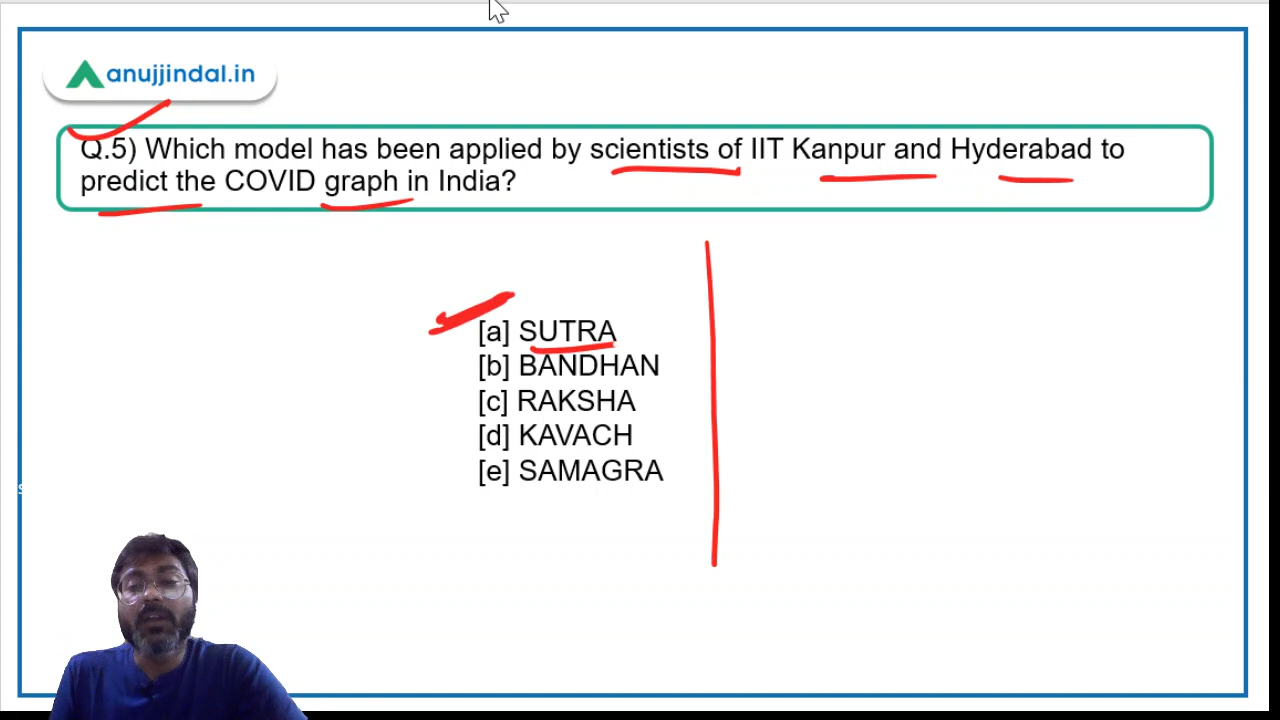 anujjindal.in
Q.5) Which model has been applied by scientists of IIT Kanpur and Hyderabad to
predict the COVID graph in India?
[a] SUTRA
[b] BANDHAN
[c] RAKSHA
[d] KAVACH
[e] SAMAGRA